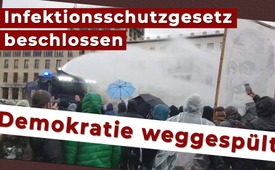 Infektionsschutzgesetz
beschlossen
Demokratie weggespült